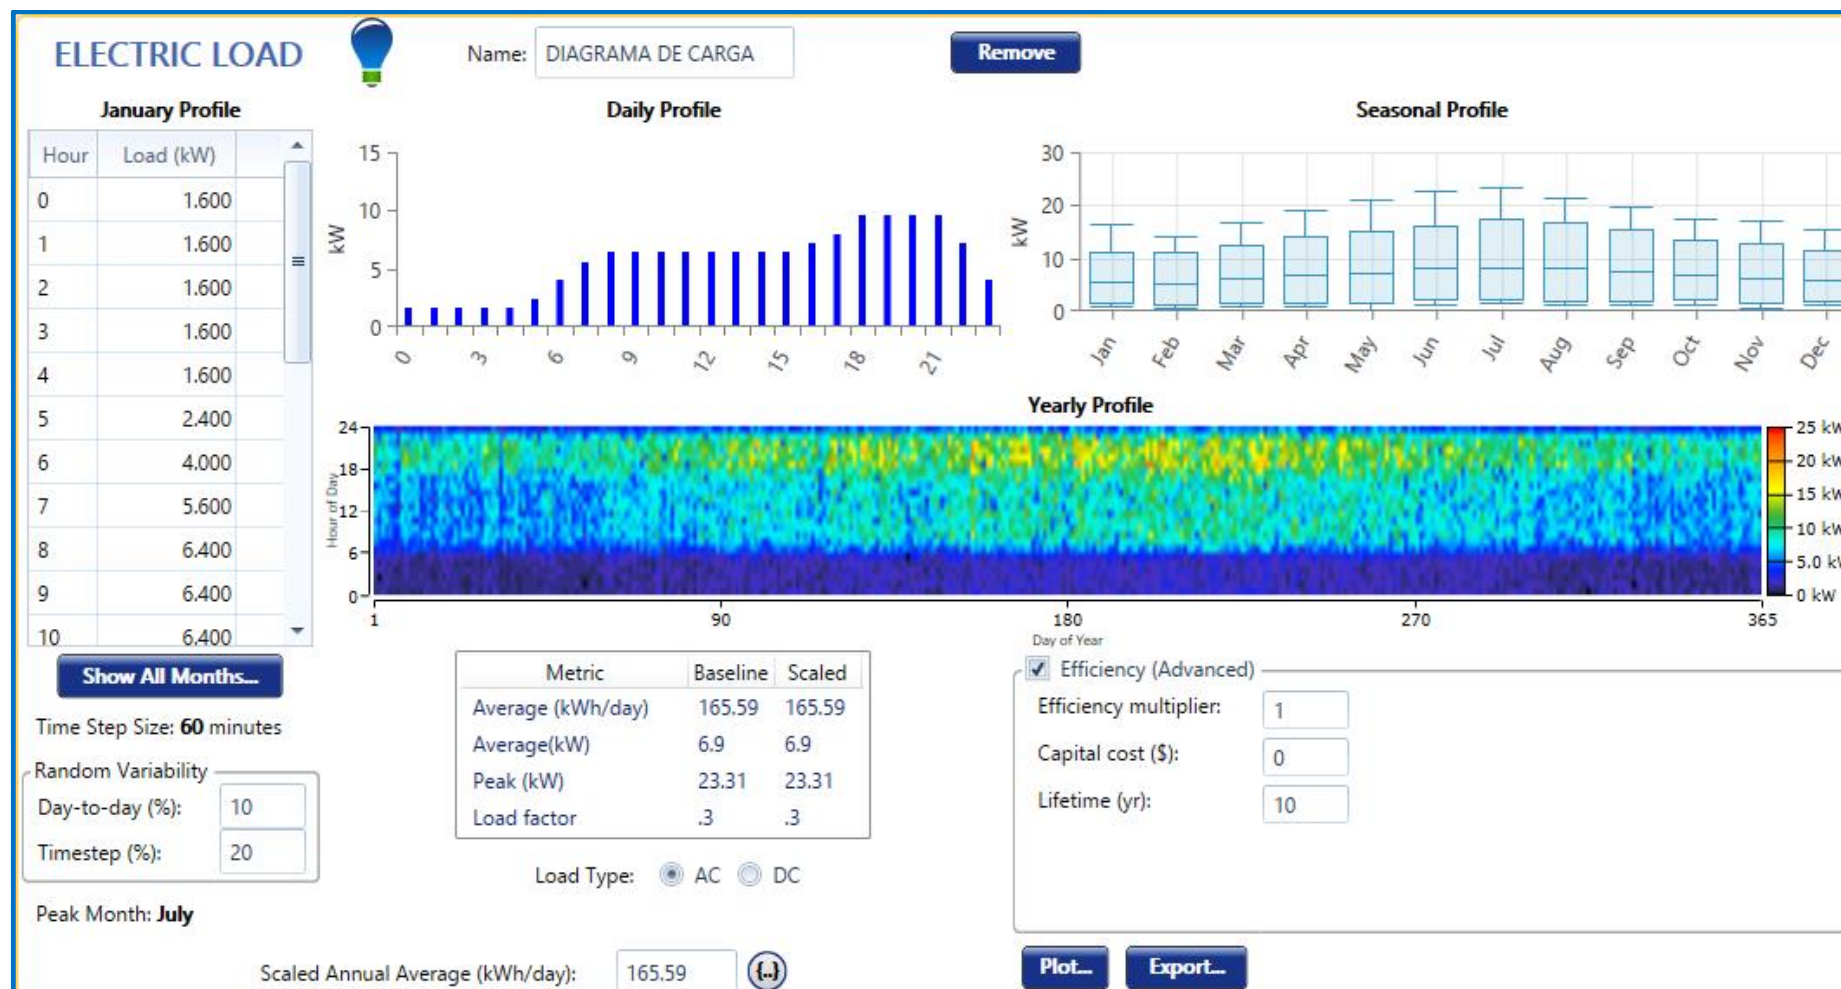 ELECTRIC LOAD
Name: DIAGRAMA DE CARGA
Remove
January Profile
Hour Load (kW)
0 1.600
1 1.600
2 1.600
3 1.600
4 1.600
5 2.400
6 4.000
7 5.600
8 6.400
9 6.400
10 6.400
Show All Months...
Time Step Size: 60 minutes
Random Variability
Day-to-day (%): 10
Timestep (%): 20
Peak Month: July
Daily Profile
kW
15
10
5
0
0 3 6 9 12 15 18 21
Seasonal Profile
kW
30
20
10
0
Jan Feb Mar Apr May Jun Jul Aug Sep Oct Nov Dec
Yearly Profile
Hour of Day
24
18
12
6
0
1 90 180 270 365
Day of Year
25 kW
20 kW
15 kW
10 kW
5.0 kW
0 kW
Metric Baseline Scaled
Average (kWh/day) 165.59 165.59
Average(kW) 6.9 6.9
Peak (kW) 23.31 23.31
Load factor .3 .3
Load Type: AC DC
Scaled Annual Average (kWh/day): 165.59 {..}
Efficiency (Advanced)
Efficiency multiplier: 1
Capital cost ($): 0
Lifetime (yr): 10
Plot... Export...